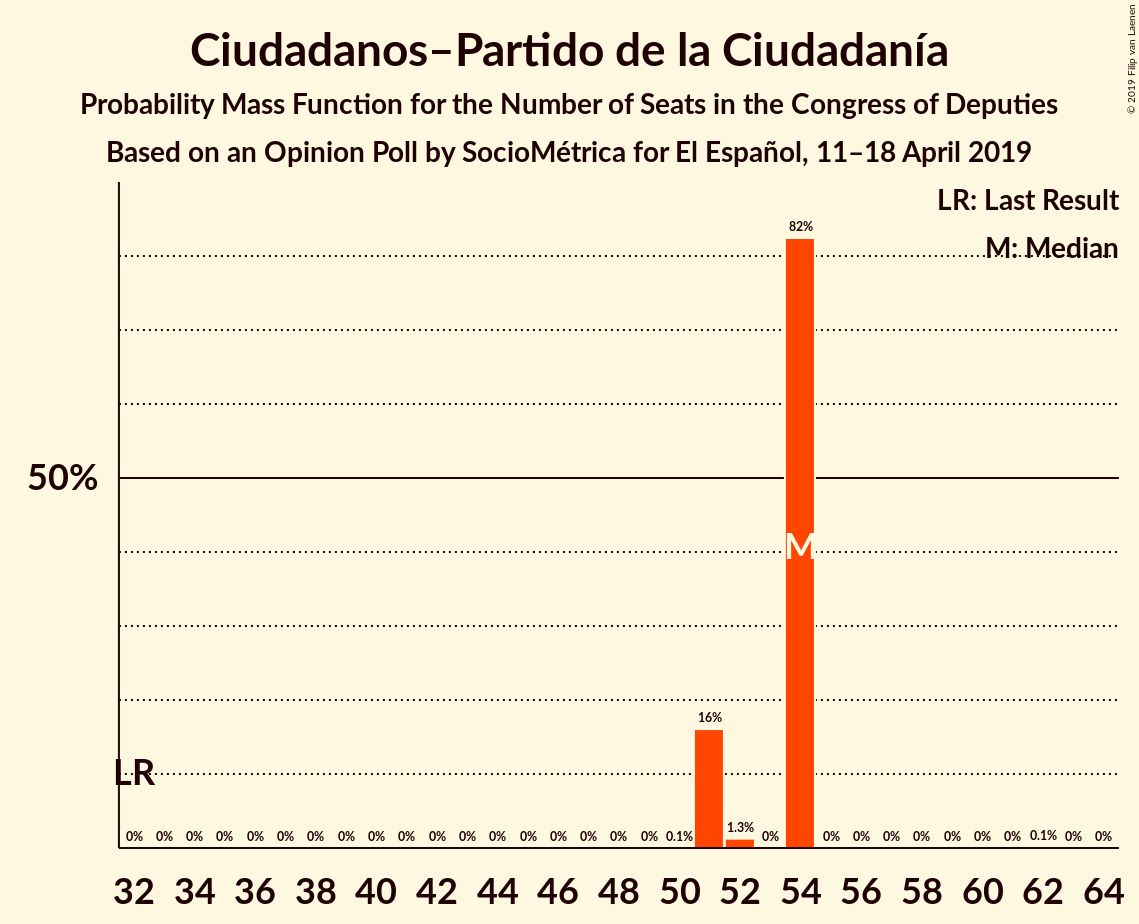 Ciudadanos–Partido de la Ciudadanía
Probability Mass Function for the Number of Seats in the Congress of Deputies
Based on an Opinion Poll by SocioMétrica for El Español, 11–18 April 2019
© 2019 Filip van Laenen
LR: Last Result
M: Median
82%
50%
M
16%
LR
0% 0% 0% 0% 0% 0% 0% 0% 0% 0% 0% 0% 0% 0% 0% 0% 0% 0% 0.1% 1.3% 0% 0% 0% 0% 0% 0% 0% 0% 0.1% 0% 0%
32 34 36 38 40 42 44 46 48 50 52 54 56 58 60 62 64